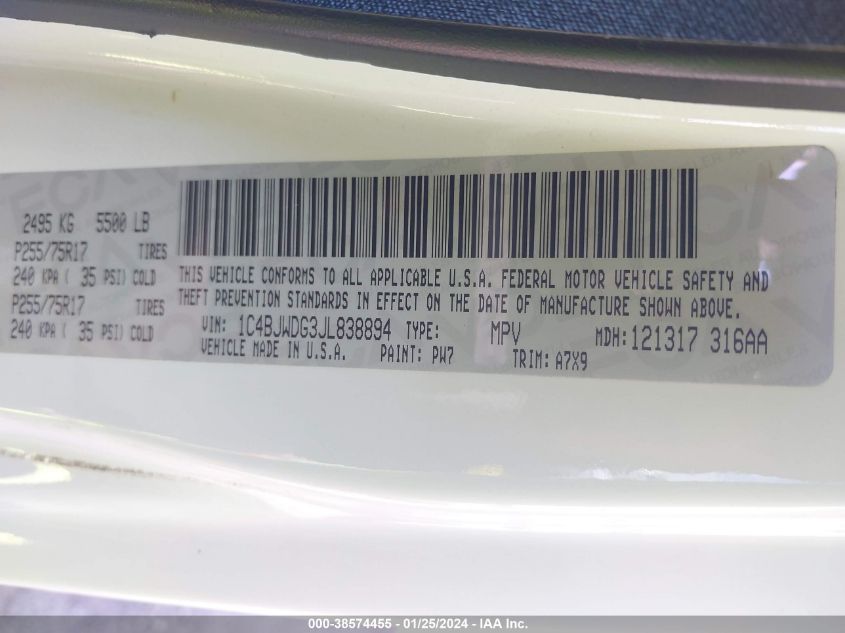 2495 KG 5500 LB
P255/75R17 TIRES
240 KPA ( 35 PSI) COLD
P255/75R17 TIRES
240 KPA ( 35 PSI) COLD
THIS VEHICLE CONFORMS TO ALL APPLICABLE U.S.A. FEDERAL MOTOR VEHICLE SAFETY AND
THEFT PREVENTION STANDARDS IN EFFECT ON THE DATE OF MANUFACTURE SHOWN ABOVE.
VIN: 1C4BJWDG3JL838894 TYPE: MPV MDH: 121317 316AA
VEHICLE MADE IN U.S.A. PAINT: PW7 TRIM: A7X9
000-38574455 - 01/25/2024 - IAA Inc.